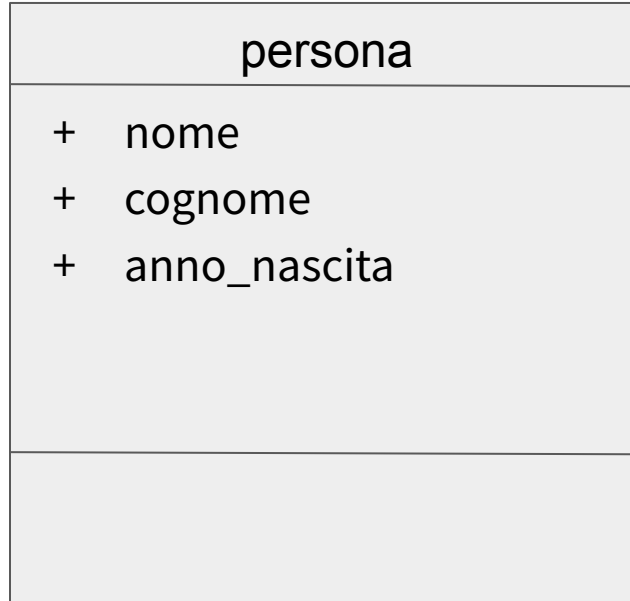 persona
+ nome
+ cognome
+ anno_nascita